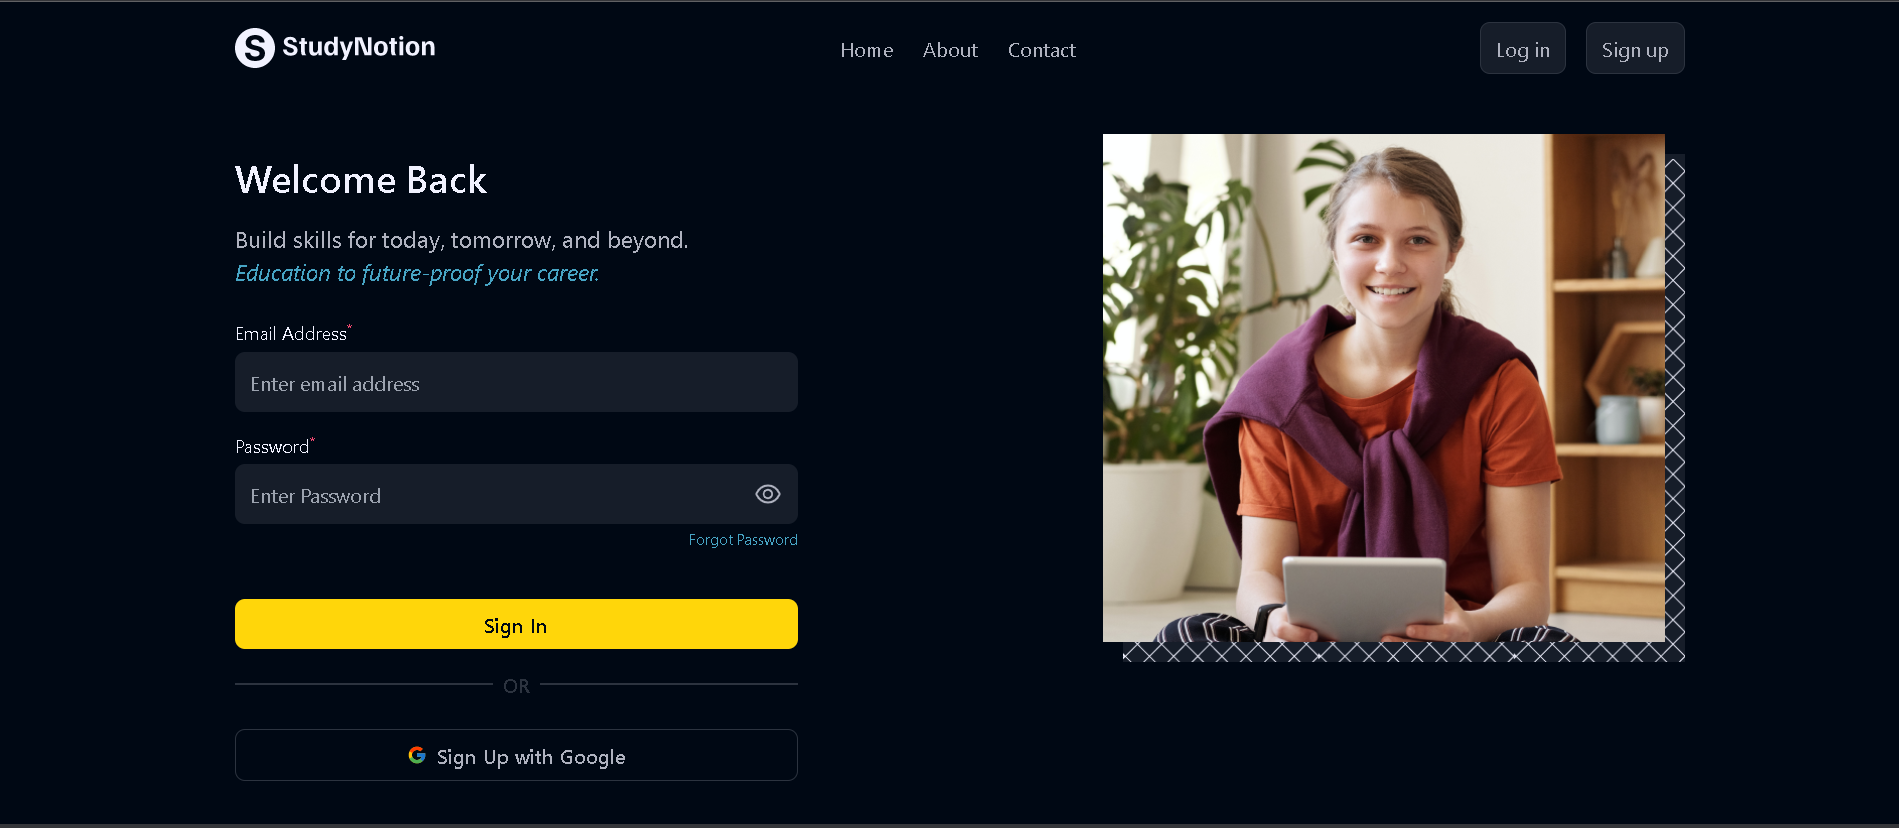 S StudyNotion
Home About Contact
Log in Sign up
Welcome Back
Build skills for today, tomorrow, and beyond.
Education to future-proof your career.
Email Address*
Enter email address
Password*
Enter Password
Forgot Password
Sign In
OR
G Sign Up with Google